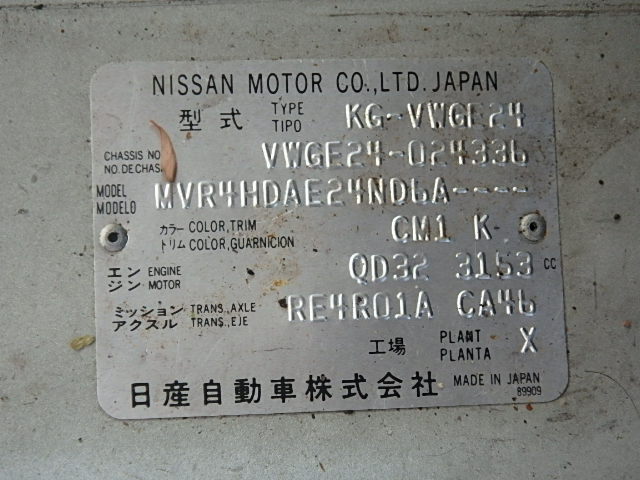 NISSAN MOTOR CO.,LTD. JAPAN
型式 TYPE TIPO KG-VWGE24
CHASSIS NO. NO. DE CHASIS VWGE24-024336
MODEL MODELO MVR4HDAE24ND6A----
カラー COLOR,TRIM
トリム COLOR,GUARNICION CM1 K
エンジン ENGINE MOTOR QD32 3153 cc
ミッション TRANS.,AXLE
アクスル TRANS.,EJE RE4R01A CA46
工場 PLANT PLANTA X
日産自動車株式会社 MADE IN JAPAN
89909